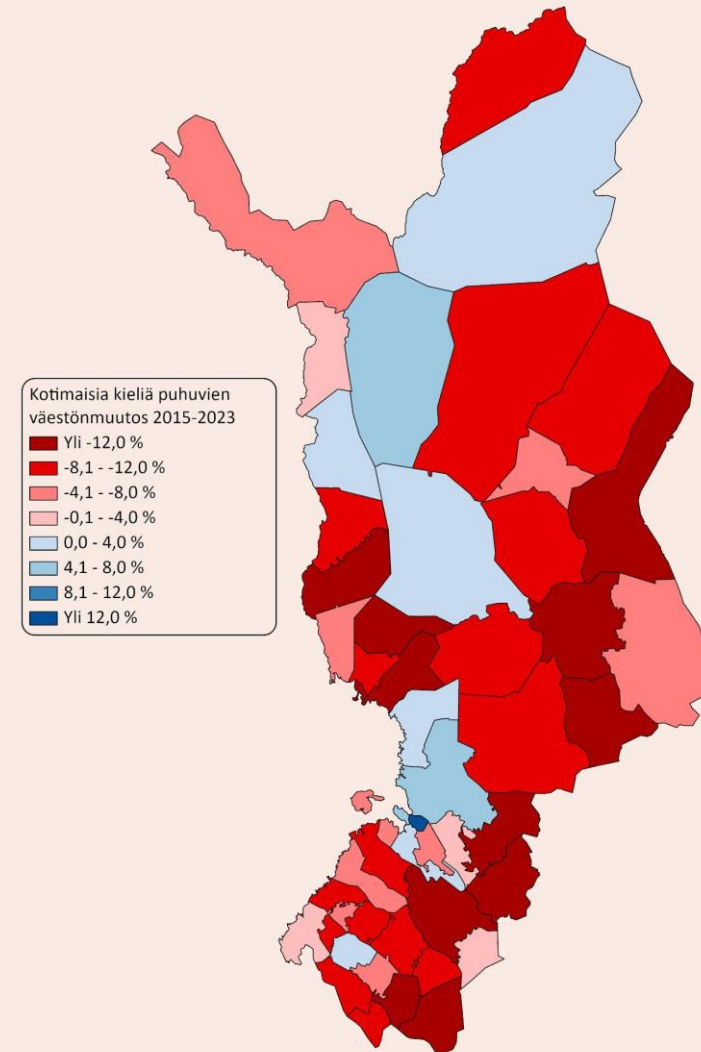 Kotimaisia kieliä puhuvien
väestönmuutos 2015-2023
Yli -12,0 %
-8,1 - -12,0 %
-4,1 - -8,0 %
-0,1 - -4,0 %
0,0 - 4,0 %
4,1 - 8,0 %
8,1 - 12,0 %
Yli 12,0 %